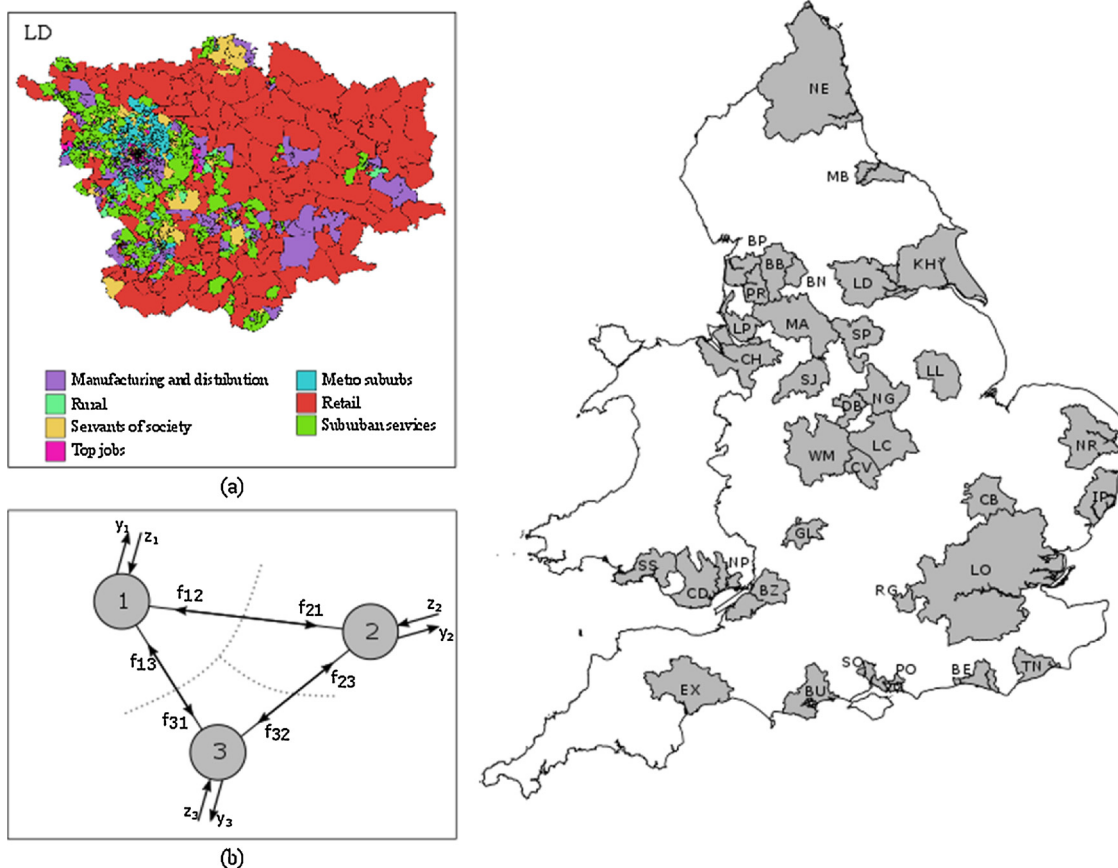 LD
Manufacturing and distribution
Rural
Servants of society
Top jobs
Metro suburbs
Retail
Suburban services
(a)
y1
z1
1
f12
f21
z2
2
y2
f13
f23
f31
f32
3
z3
y3
(b)
NE
MB
BP
BB
BN
PR
LD
KH
LP
MA
SP
CH
SJ
LL
DB
NG
NR
WM
LC
CV
CB
IP
GL
SS
NP
CD
BZ
LO
RG
SO
PO
BE
TN
EX
BU